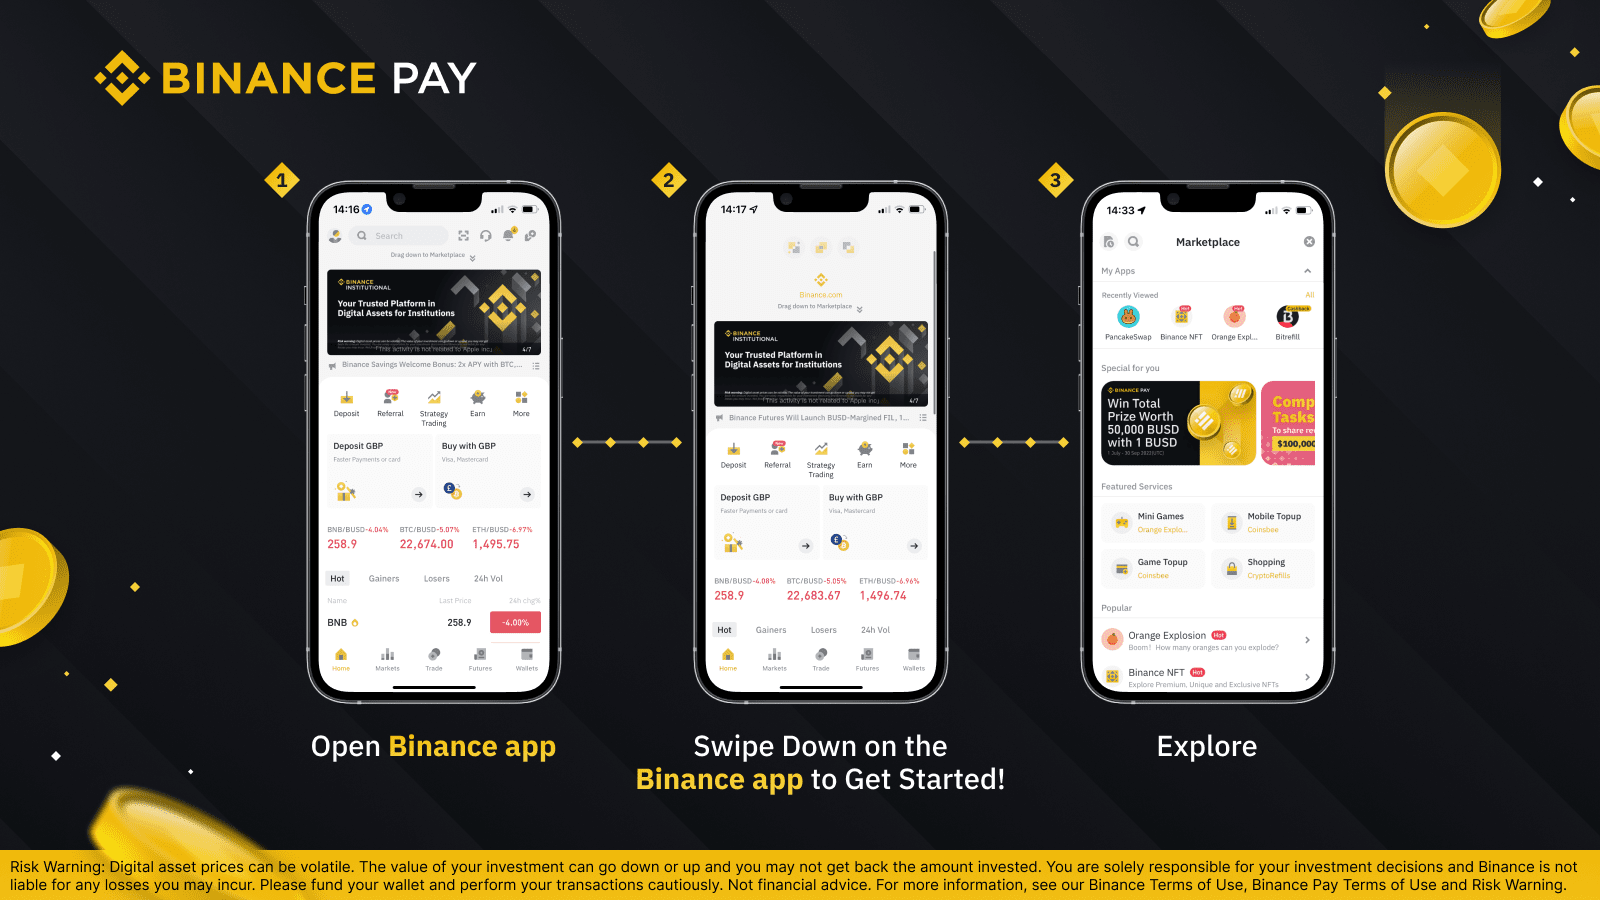 BINANCE PAY
1
14:16
Search
Drag down to Marketplace
BINANCE
INSTITUTIONAL
Your Trusted Platform in
Digital Assets for Institutions
"This activity is not related to Apple inc."
4/7
Binance Savings Welcome Bonus: 2x APY with BTC,...
Deposit Referral Strategy Trading Earn More
Deposit GBP
Faster Payments or card
Buy with GBP
Visa, Mastercard
BNB/BUSD-4.04% BTC/BUSD-5.07% ETH/BUSD-6.97%
258.9 22,674.00 1,495.75
Hot Gainers Losers 24h Vol
Name Last Price 24h chg%
BNB 258.9 -4.00%
Home Markets Trade Futures Wallets
Open Binance app
2
14:17
Binance.com
Drag down to Marketplace
BINANCE
INSTITUTIONAL
Your Trusted Platform in
Digital Assets for Institutions
"This activity is not related to Apple inc."
4/7
Binance Futures Will Launch BUSD-Margined FIL, 1...
Deposit Referral Strategy Trading Earn More
Deposit GBP
Faster Payments or card
Buy with GBP
Visa, Mastercard
BNB/BUSD-4.08% BTC/BUSD-5.05% ETH/BUSD-6.96%
258.9 22,683.67 1,496.74
Hot Gainers Losers 24h Vol
Home Markets Trade Futures Wallets
Swipe Down on the
Binance app to Get Started!
3
14:33
Marketplace
My Apps
Recently Viewed All
Hot Hot Cashback
PancakeSwap Binance NFT Orange Expl... Bitrefill
Special for you
BINANCE PAY
Win Total
Prize Worth
50,000 BUSD
with 1 BUSD
1 July - 30 Sep 2022(UTC)
Comp
Tasks
To share re
$100,000
Featured Services
Mini Games
Orange Explo...
Mobile Topup
Coinsbee
Game Topup
Coinsbee
Shopping
CryptoRefills
Popular
Orange Explosion Hot
Boom! How many oranges can you explode?
Binance NFT Hot
Explore Premium, Unique and Exclusive NFTs
Explore
Risk Warning: Digital asset prices can be volatile. The value of your investment can go down or up and you may not get back the amount invested. You are solely responsible for your investment decisions and Binance is not
liable for any losses you may incur. Please fund your wallet and perform your transactions cautiously. Not financial advice. For more information, see our Binance Terms of Use, Binance Pay Terms of Use and Risk Warning.